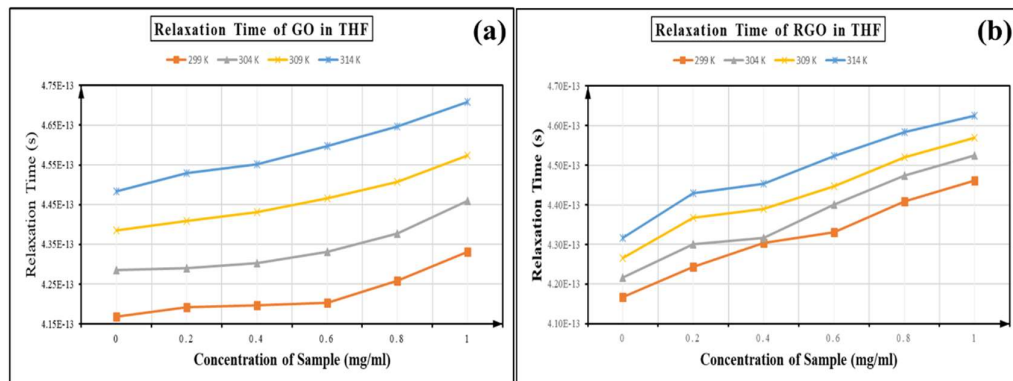 Relaxation Time of GO in THF
(a)
299 K 304 K 309 K 314 K
4.75E-13
4.65E-13
4.55E-13
4.45E-13
4.35E-13
4.25E-13
4.15E-13
Relaxation Time (s)
0 0.2 0.4 0.6 0.8 1
Concentration of Sample (mg/ml)
Relaxation Time of RGO in THF
(b)
299 K 304 K 309 K 314 K
4.70E-13
4.60E-13
4.50E-13
4.40E-13
4.30E-13
4.20E-13
4.10E-13
Relaxation Time (s)
0 0.2 0.4 0.6 0.8 1
Concentration of Sample (mg/ml)